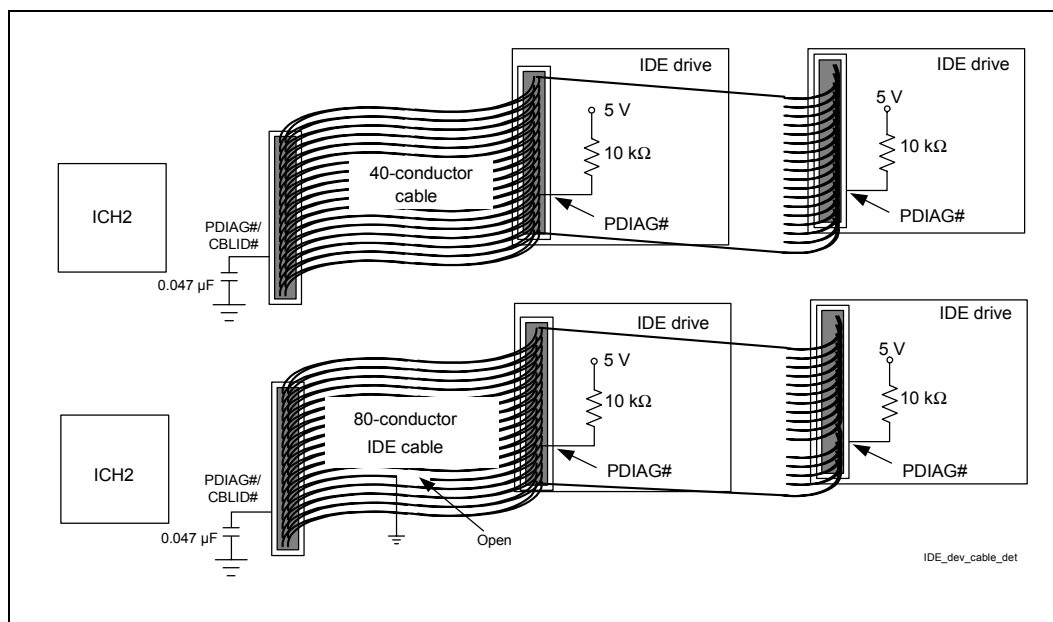 IDE drive
IDE drive
5 V
5 V
10 kΩ
10 kΩ
40-conductor
cable
ICH2
PDIAG#/
CBLID#
PDIAG#
PDIAG#
0.047 µF
IDE drive
IDE drive
5 V
5 V
10 kΩ
10 kΩ
80-conductor
IDE cable
ICH2
PDIAG#/
CBLID#
PDIAG#
PDIAG#
0.047 µF
Open
IDE_dev_cable_det